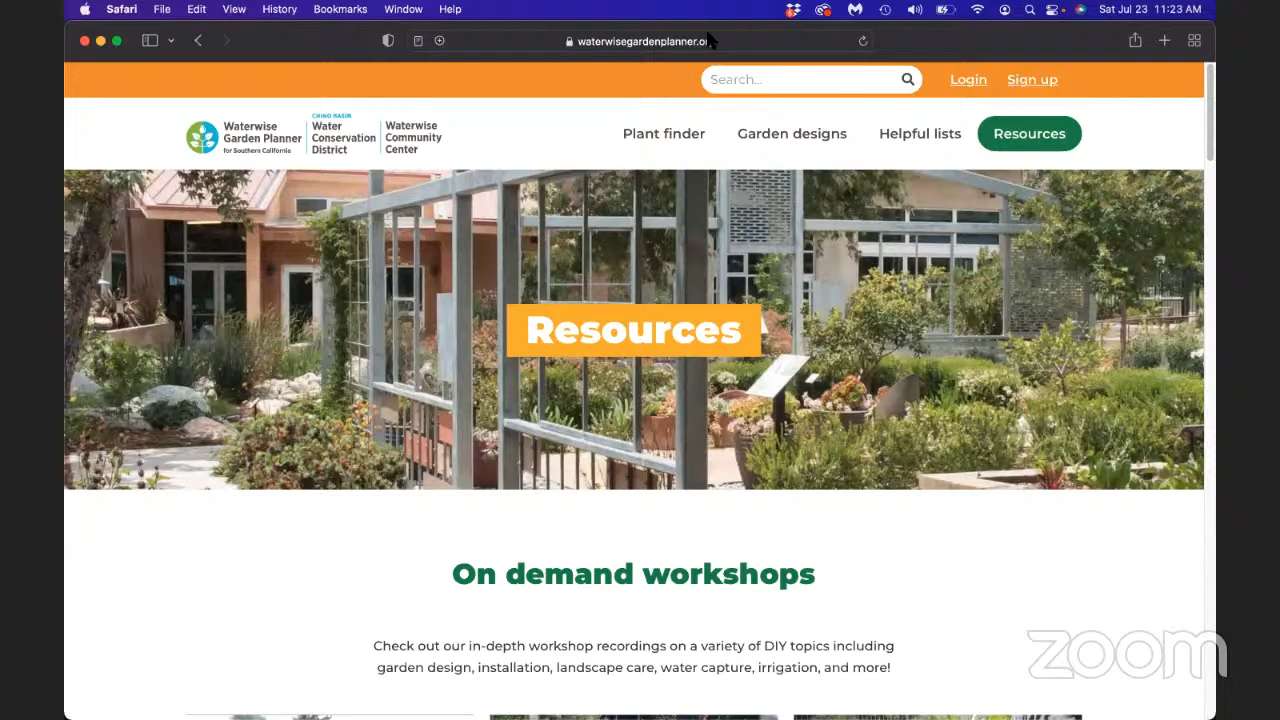 Safari File Edit View History Bookmarks Window Help Sat Jul 23 11:23 AM
waterwisegardenplanner.or
Search... Login Sign up
Waterwise Garden Planner for Southern California
CHINO BASIN Water Conservation District
Waterwise Community Center
Plant finder Garden designs Helpful lists Resources
Resources
On demand workshops
Check out our in-depth workshop recordings on a variety of DIY topics including
garden design, installation, landscape care, water capture, irrigation, and more!
zoom